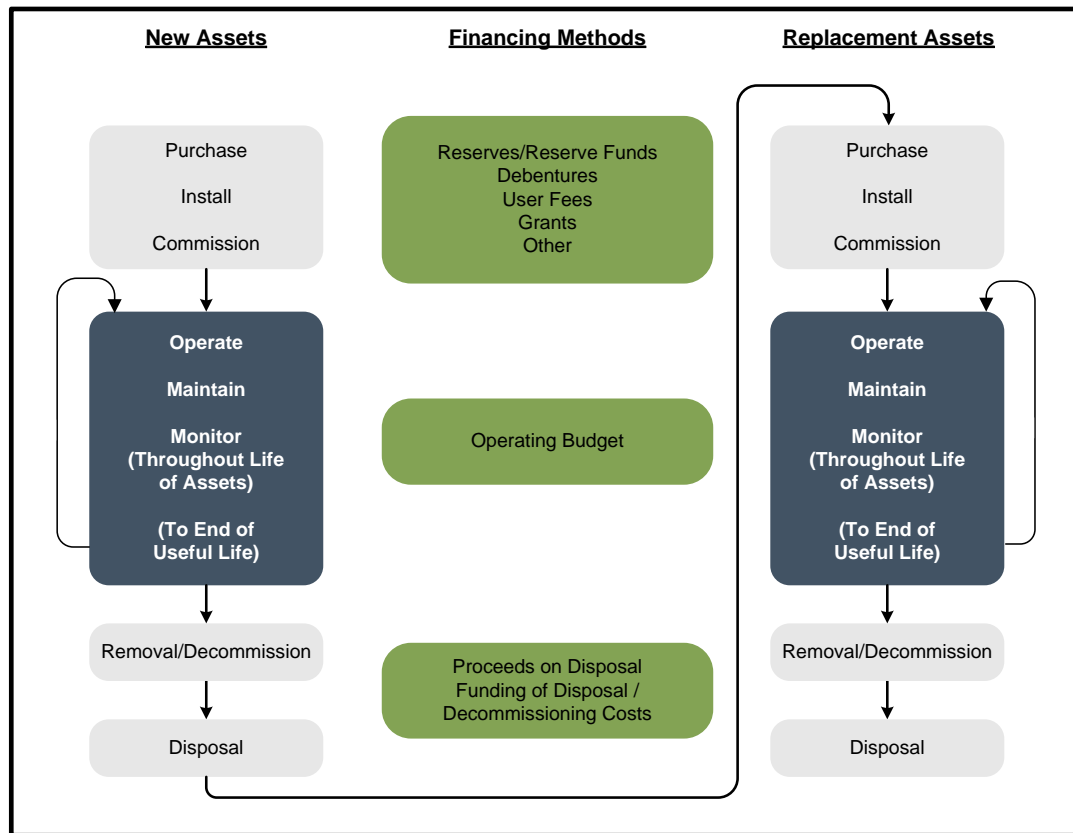 New Assets
Purchase
Install
Commission
Operate
Maintain
Monitor
(Throughout Life
of Assets)
(To End of
Useful Life)
Removal/Decommission
Disposal
Financing Methods
Reserves/Reserve Funds
Debentures
User Fees
Grants
Other
Operating Budget
Proceeds on Disposal
Funding of Disposal /
Decommissioning Costs
Replacement Assets
Purchase
Install
Commission
Operate
Maintain
Monitor
(Throughout Life
of Assets)
(To End of
Useful Life)
Removal/Decommission
Disposal